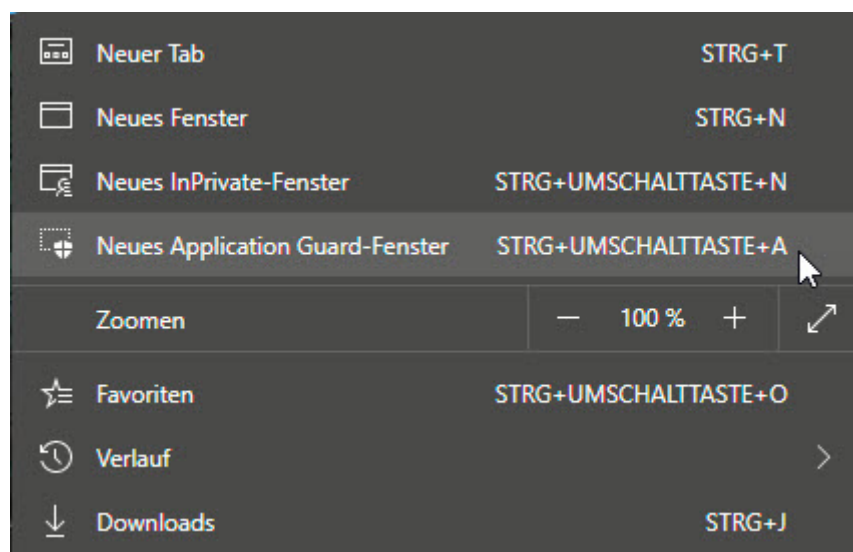 Neuer Tab STRG+T
Neues Fenster STRG+N
Neues InPrivate-Fenster STRG+UMSCHALTTASTE+N
Neues Application Guard-Fenster STRG+UMSCHALTTASTE+A
Zoomen — 100 % +
Favoriten STRG+UMSCHALTTASTE+O
Verlauf
Downloads STRG+J